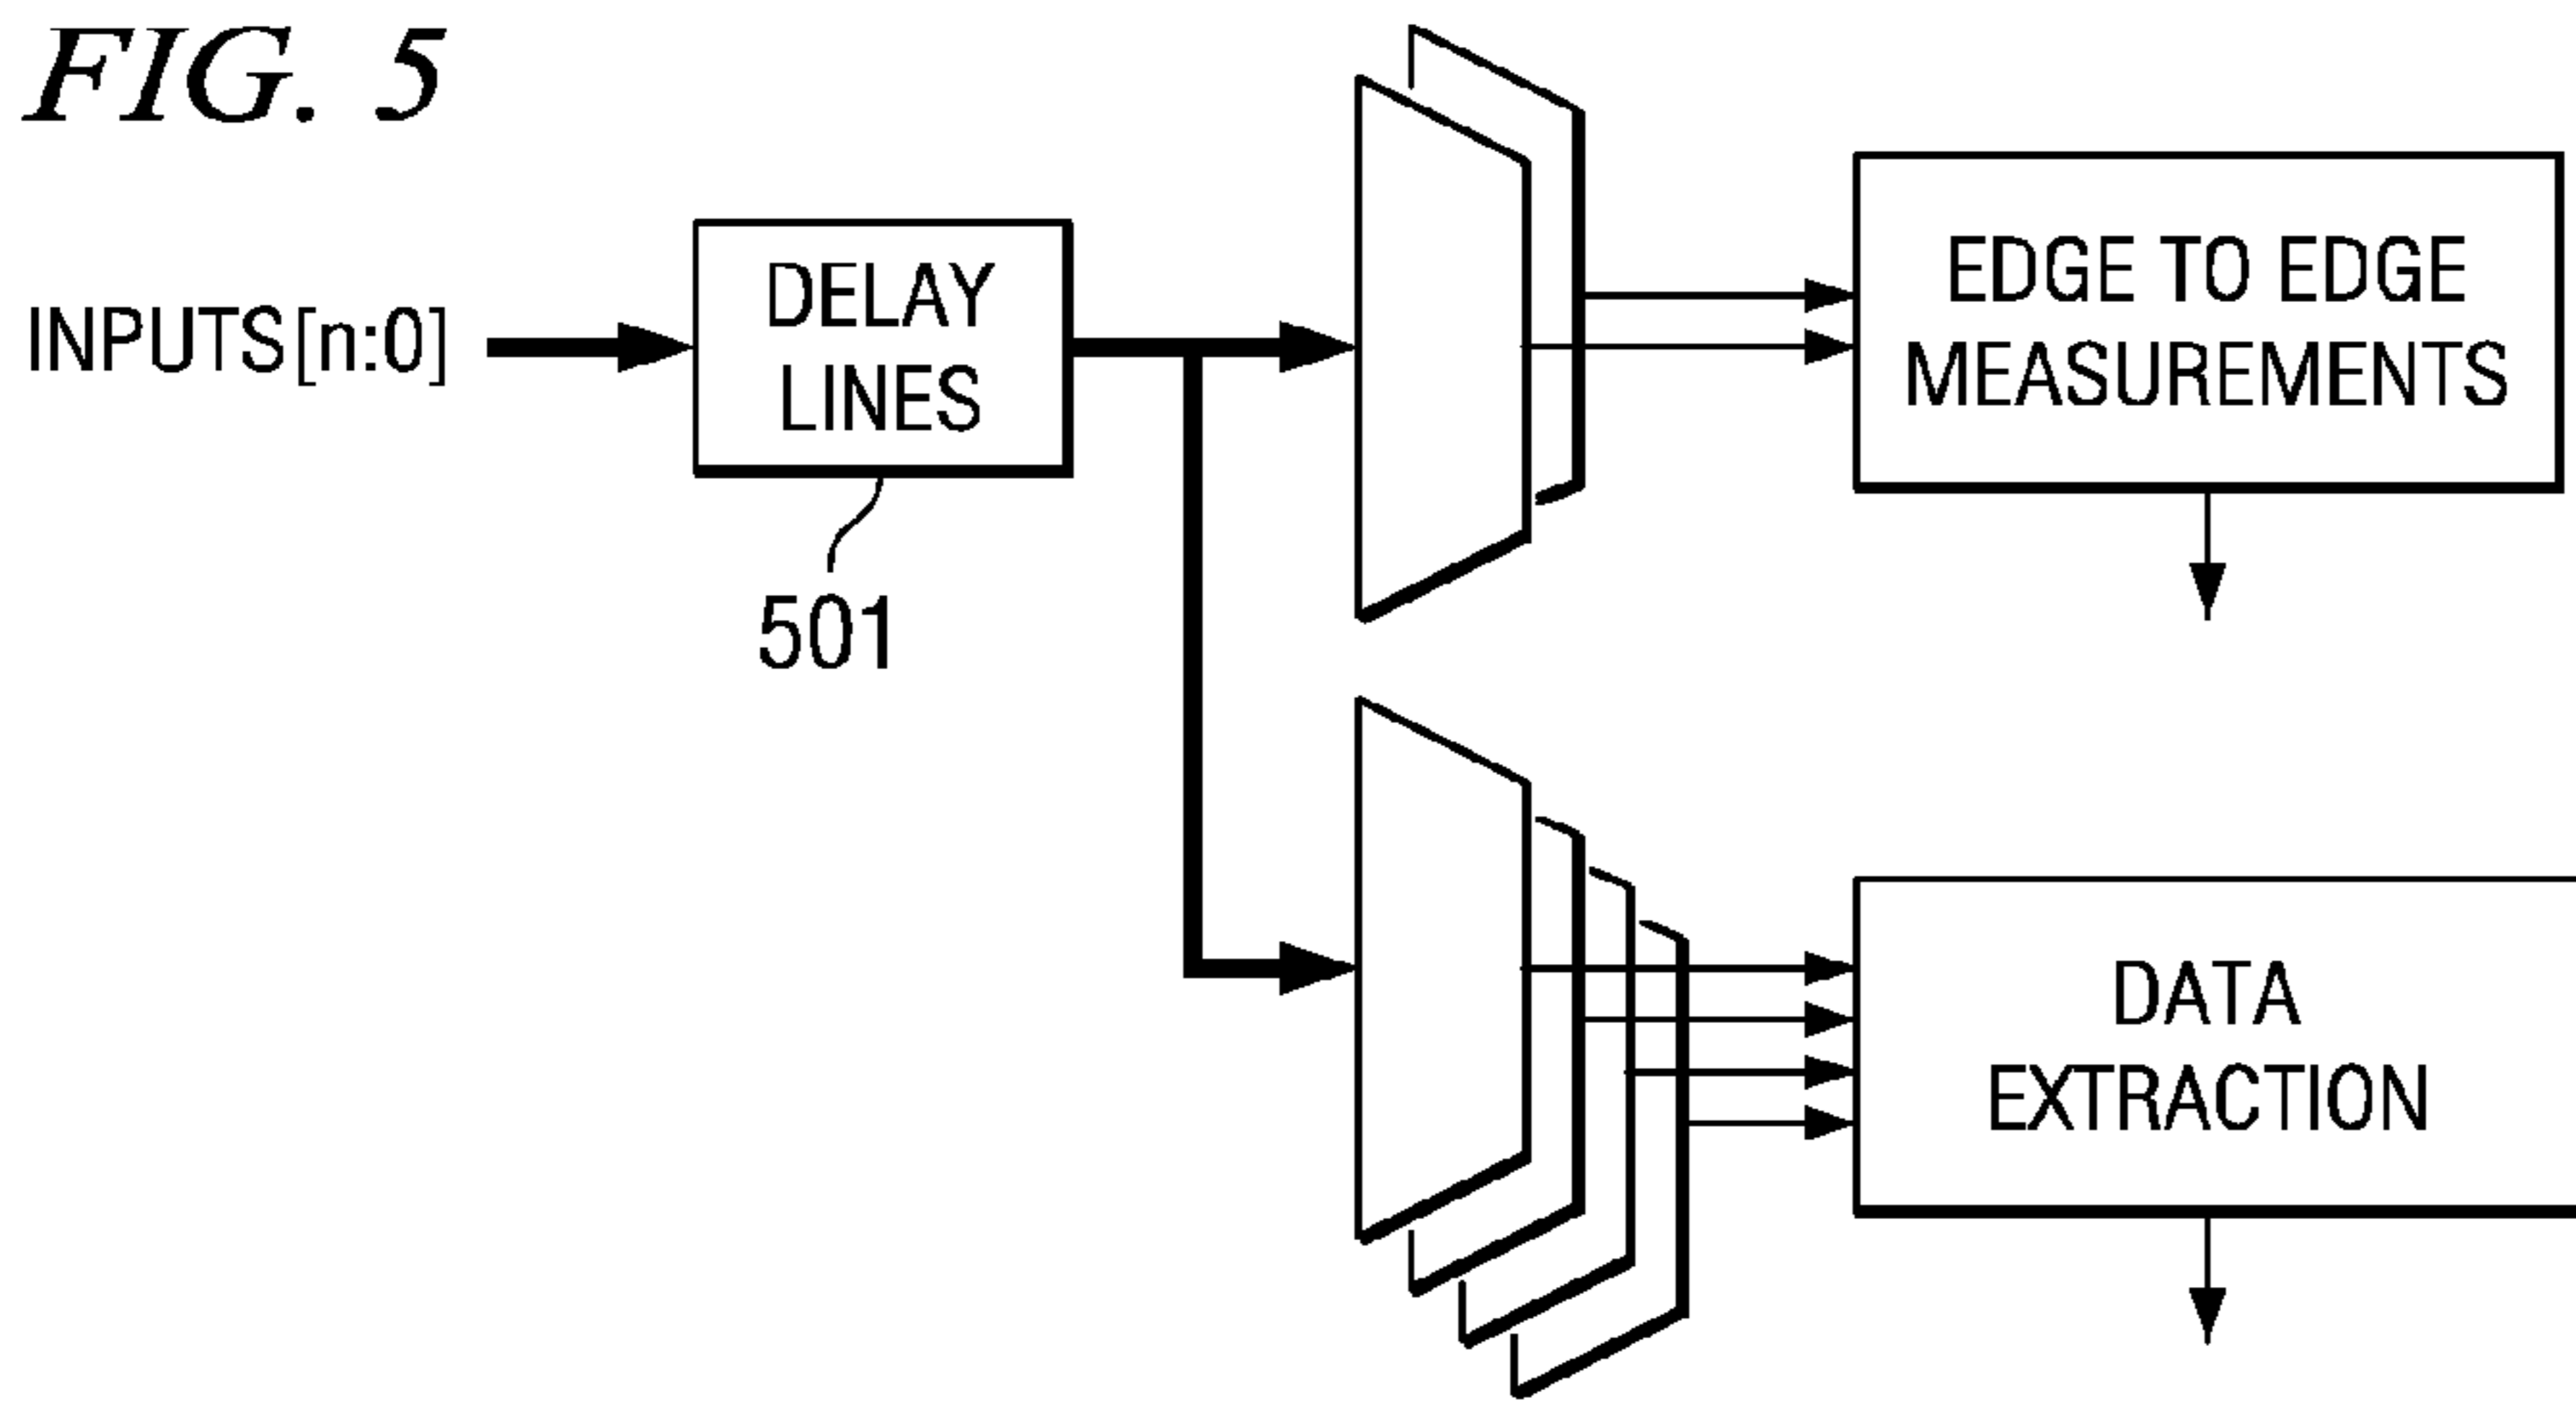 FIG. 5
INPUTS[n:0]
DELAY
LINES
501
EDGE TO EDGE
MEASUREMENTS
DATA
EXTRACTION